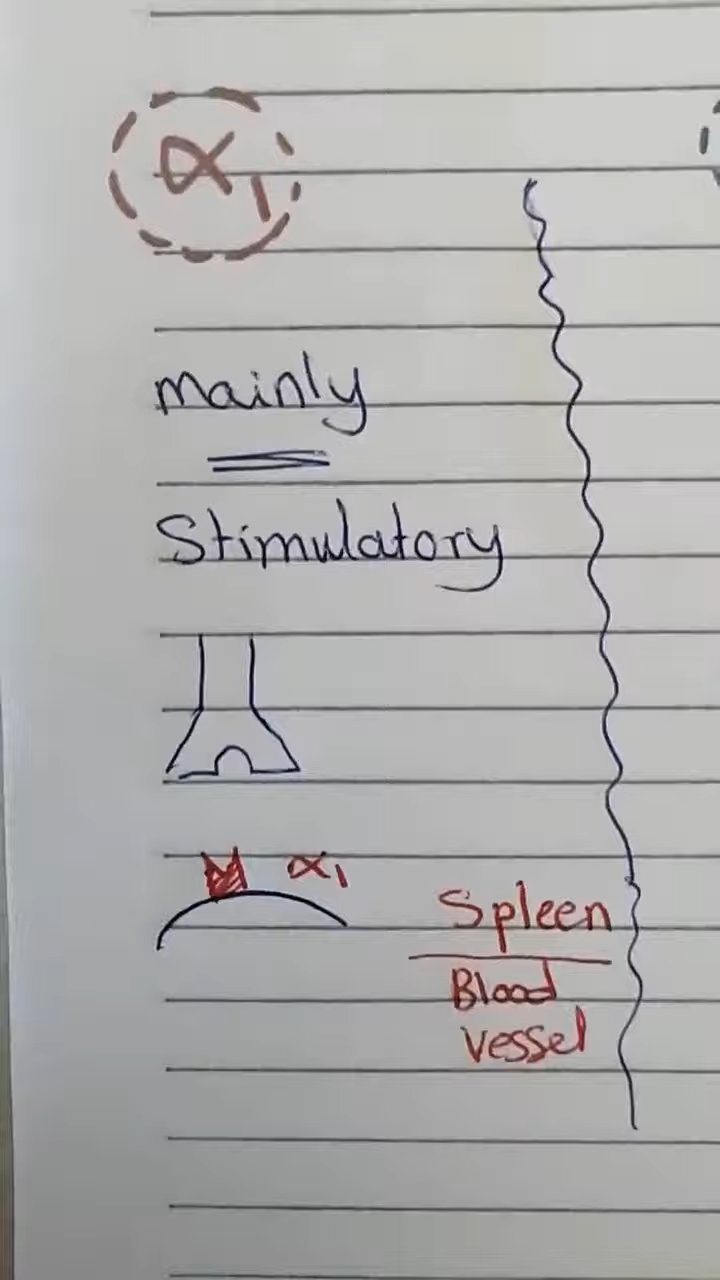 α₁
mainly
Stimulatory
α₁
Spleen
Blood
vessel